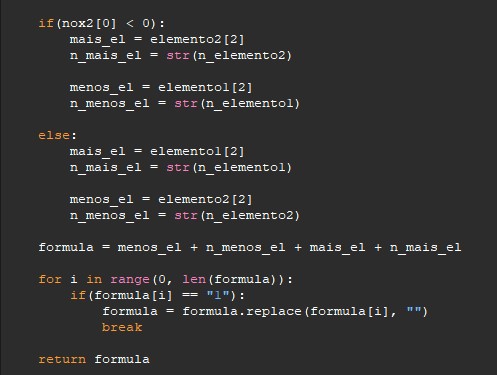 if(nox2[0] < 0):
mais_el = elemento2[2]
n_mais_el = str(n_elemento2)
menos_el = elemento1[2]
n_menos_el = str(n_elemento1)
else:
mais_el = elemento1[2]
n_mais_el = str(n_elemento1)
menos_el = elemento2[2]
n_menos_el = str(n_elemento2)
formula = menos_el + n_menos_el + mais_el + n_mais_el
for i in range(0, len(formula)):
if(formula[i] == "1"):
formula = formula.replace(formula[i], "")
break
return formula